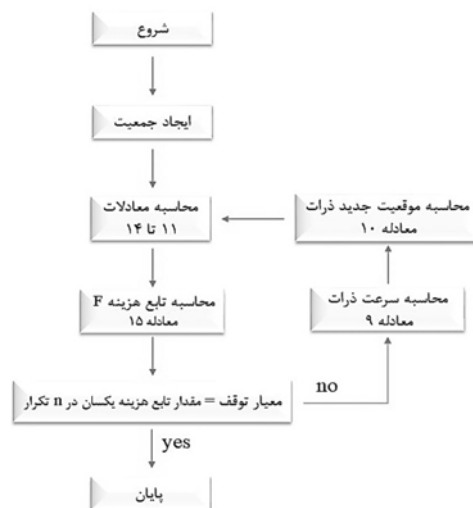 شروع
ایجاد جمعیت
محاسبه معادلات
۱۱ تا ۱۴
محاسبه موقعیت جدید ذرات
معادله ۱۰
محاسبه تابع هزینه F
معادله ۱۵
محاسبه سرعت ذرات
معادله ۹
معیار توقف = مقدار تابع هزینه یکسان در n تکرار
no
yes
پایان